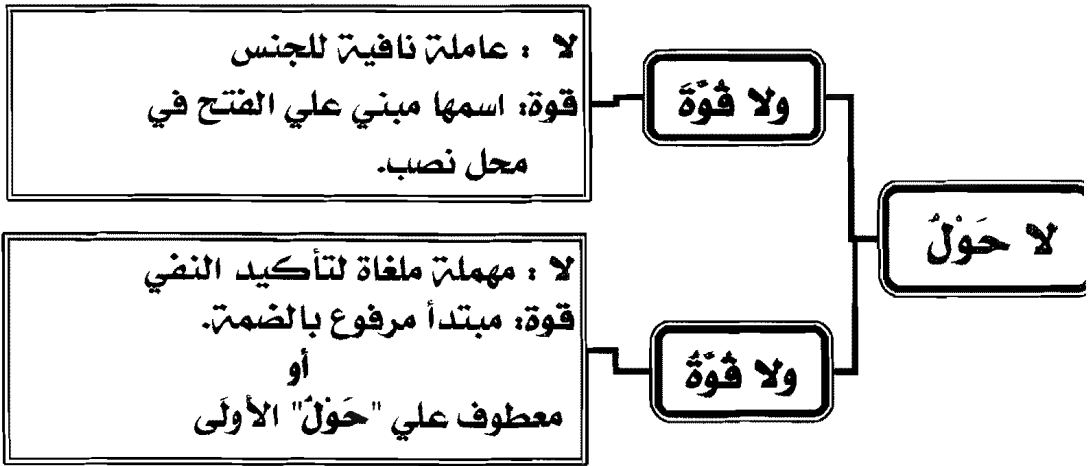 لا حَوْلٌ
ولا قُوَّةَ
لا : عاملة نافية للجنس
قوة: اسمها مبني علي الفتح في
محل نصب.
ولا قُوَّةٌ
لا : مهملة ملغاة لتأكيد النفي
قوة: مبتدأ مرفوع بالضمة.
أو
معطوف علي "حَوْلٌ" الأولَى